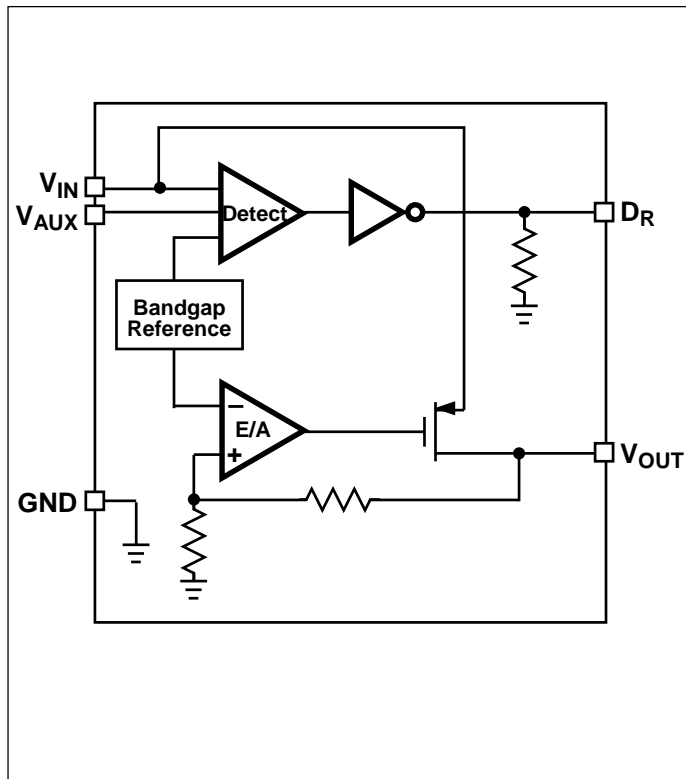 VIN
VAUX
Detect
DR
Bandgap
Reference
−
E/A
+
VOUT
GND